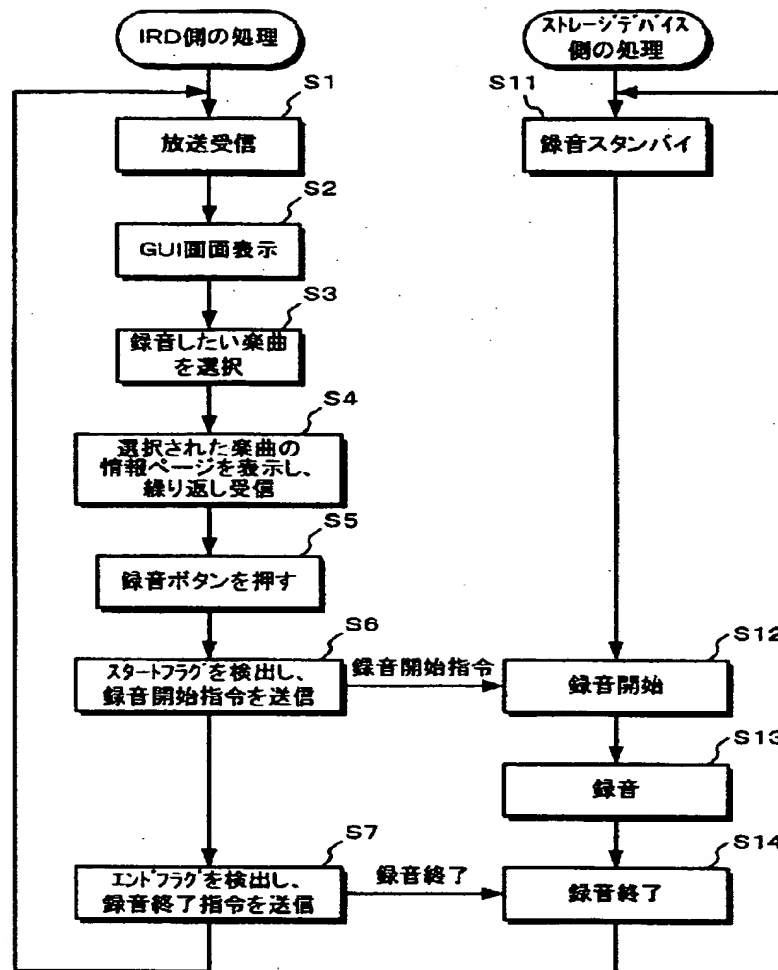 IRD側の処理
S1
放送受信
S2
GUI画面表示
S3
録音したい楽曲
を選択
S4
選択された楽曲の
情報ページを表示し、
繰り返し受信
S5
録音ボタンを押す
S6
スタートフラグを検出し、
録音開始指令を送信
録音開始指令
S7
エンドフラグを検出し、
録音終了指令を送信
録音終了
ストレージデバイス
側の処理
S11
録音スタンバイ
S12
録音開始
S13
録音
S14
録音終了